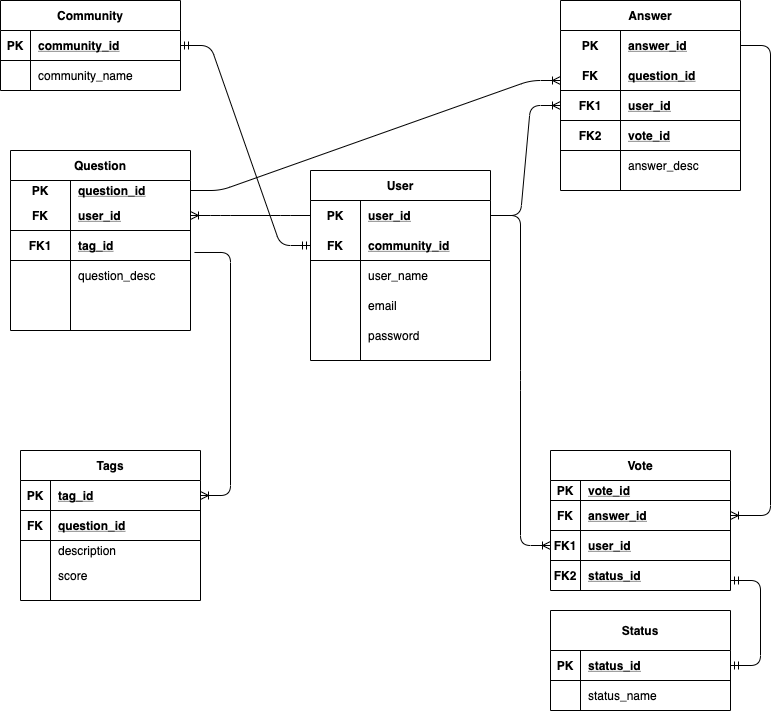 Community
PK community_id
community_name
Answer
PK answer_id
FK question_id
FK1 user_id
FK2 vote_id
answer_desc
Question
PK question_id
FK user_id
FK1 tag_id
question_desc
User
PK user_id
FK community_id
user_name
email
password
Tags
PK tag_id
FK question_id
description
score
Vote
PK vote_id
FK answer_id
FK1 user_id
FK2 status_id
Status
PK status_id
status_name